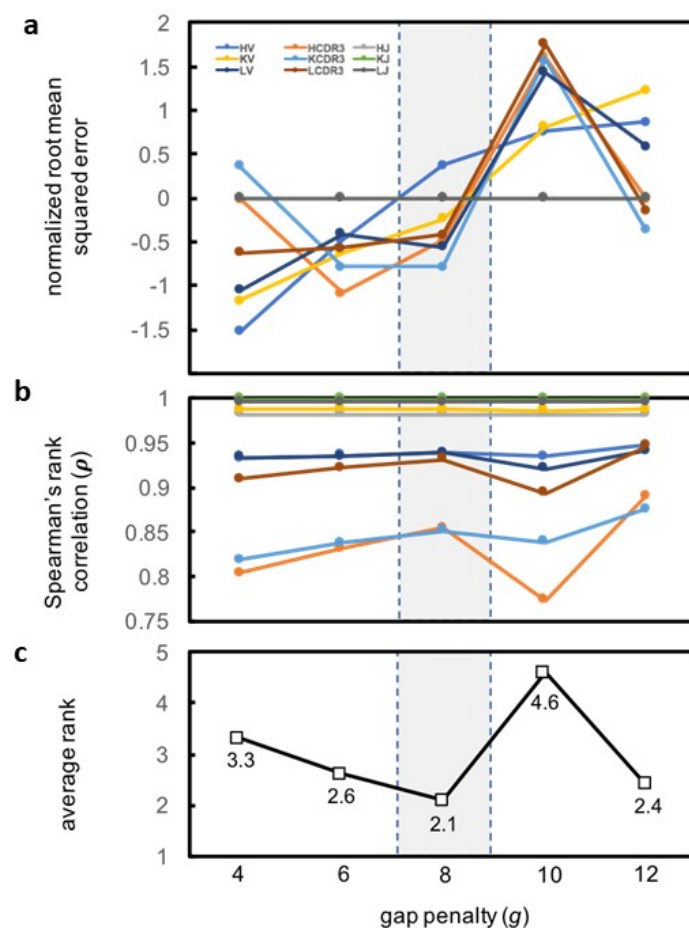 a
HV HCDR3 HJ
KV KCDR3 KJ
LV LCDR3 LJ
normalized root mean
squared error
2
1.5
1
0.5
0
-0.5
-1
-1.5
b
Spearman's rank
correlation (ρ)
1
0.95
0.9
0.85
0.8
0.75
c
average rank
5
4
3
2
1
3.3
2.6
2.1
4.6
2.4
4 6 8 10 12
gap penalty (g)